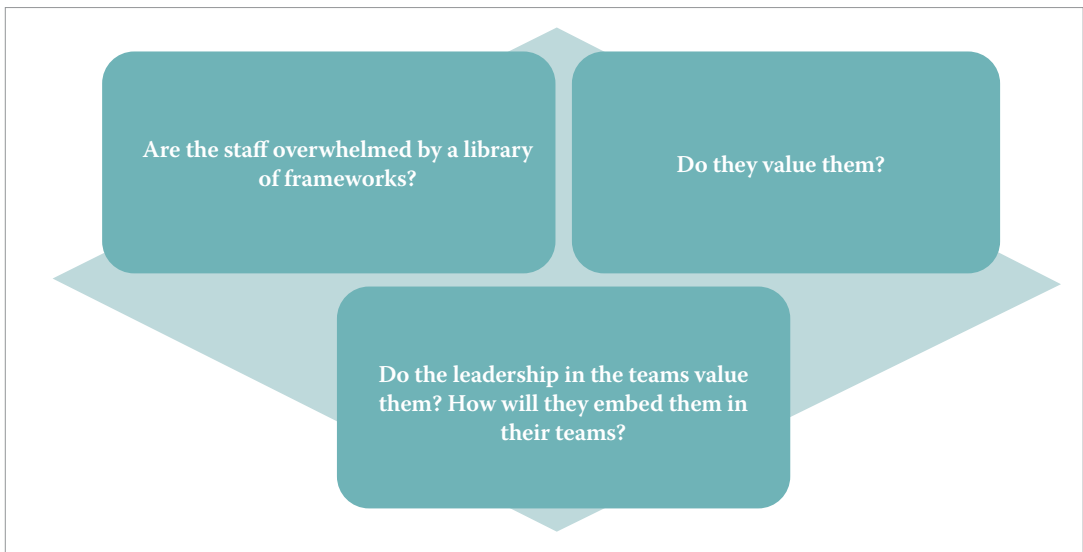 Are the staff overwhelmed by a library
of frameworks?
Do they value them?
Do the leadership in the teams value
them? How will they embed them in
their teams?